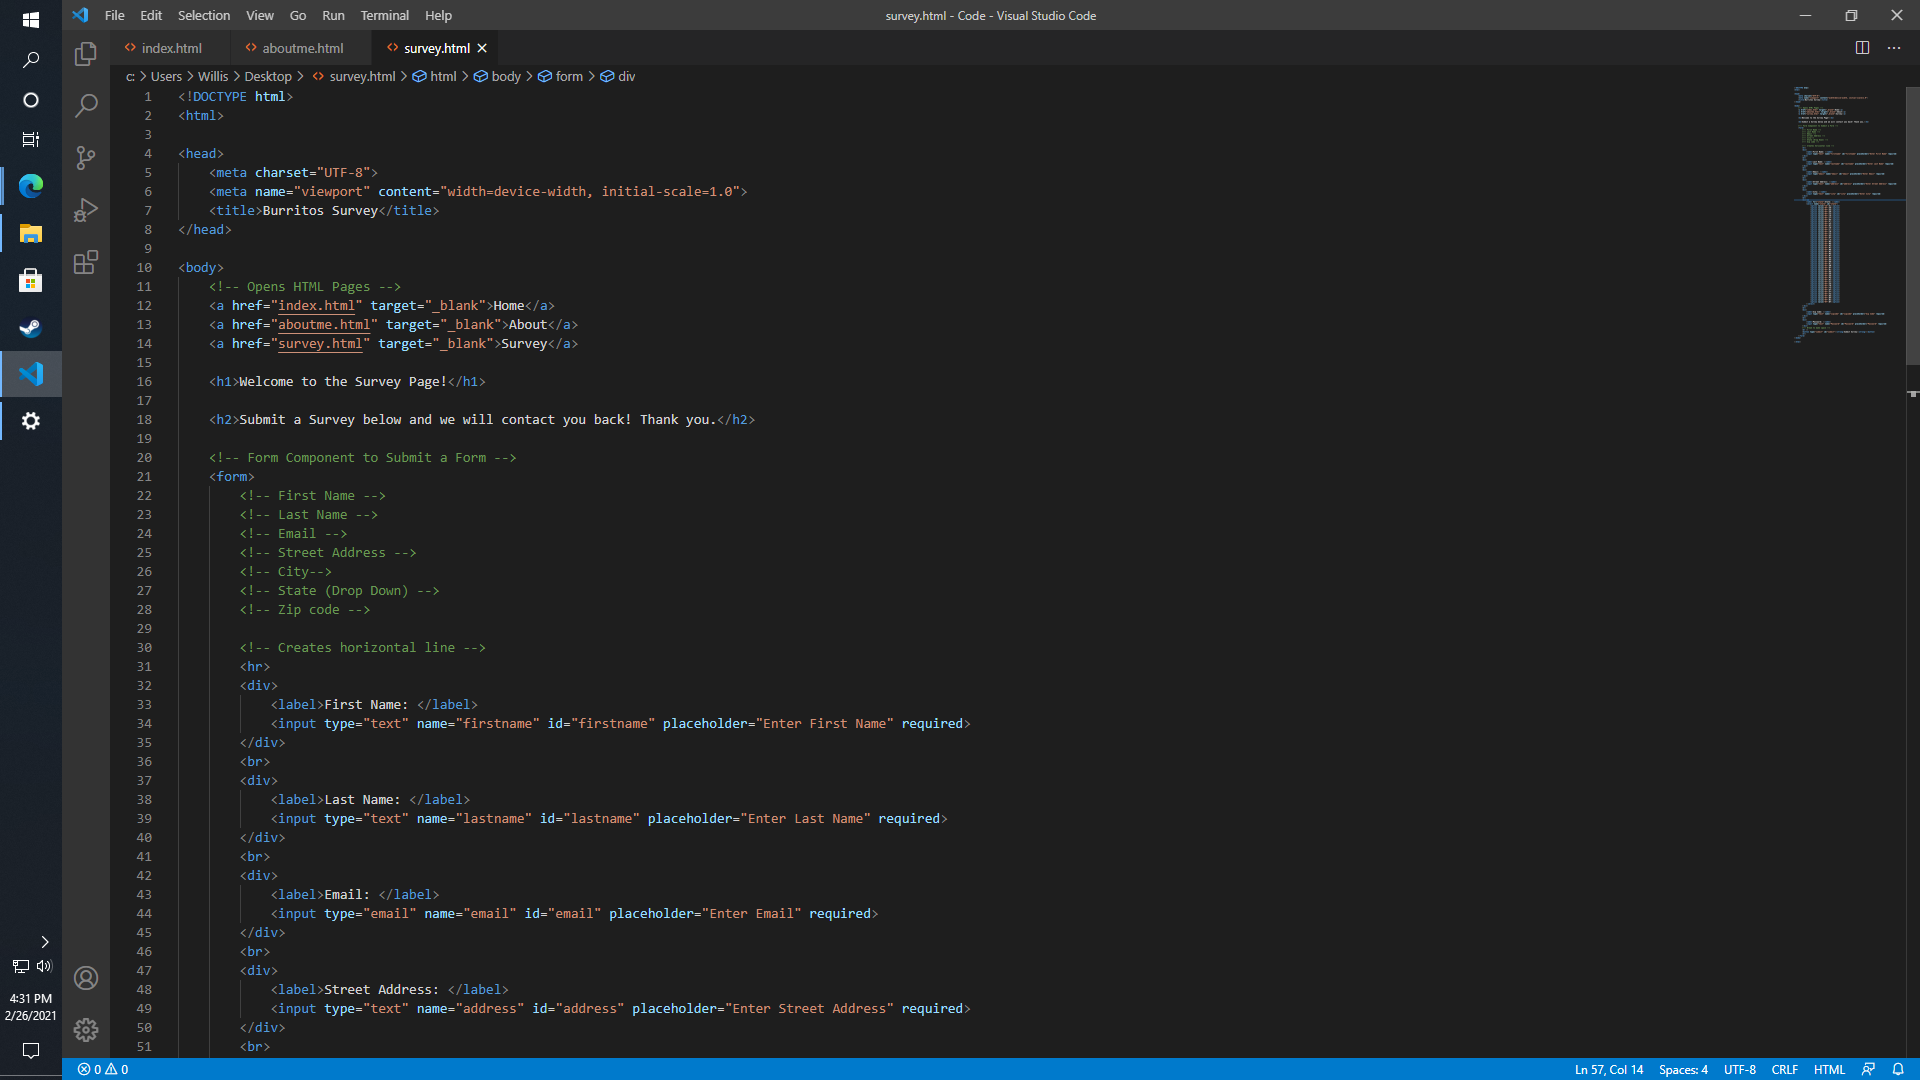 File Edit Selection View Go Run Terminal Help
survey.html - Code - Visual Studio Code
index.html aboutme.html survey.html
c: > Users > Willis > Desktop > survey.html > html > body > form > div
1 <!DOCTYPE html>
2 <html>
3
4 <head>
5 <meta charset="UTF-8">
6 <meta name="viewport" content="width=device-width, initial-scale=1.0">
7 <title>Burritos Survey</title>
8 </head>
9
10 <body>
11 <!-- Opens HTML Pages -->
12 <a href="index.html" target="_blank">Home</a>
13 <a href="aboutme.html" target="_blank">About</a>
14 <a href="survey.html" target="_blank">Survey</a>
15
16 <h1>Welcome to the Survey Page!</h1>
17
18 <h2>Submit a Survey below and we will contact you back! Thank you.</h2>
19
20 <!-- Form Component to Submit a Form -->
21 <form>
22 <!-- First Name -->
23 <!-- Last Name -->
24 <!-- Email -->
25 <!-- Street Address -->
26 <!-- City-->
27 <!-- State (Drop Down) -->
28 <!-- Zip code -->
29
30 <!-- Creates horizontal line -->
31 <hr>
32 <div>
33 <label>First Name: </label>
34 <input type="text" name="firstname" id="firstname" placeholder="Enter First Name" required>
35 </div>
36 <br>
37 <div>
38 <label>Last Name: </label>
39 <input type="text" name="lastname" id="lastname" placeholder="Enter Last Name" required>
40 </div>
41 <br>
42 <div>
43 <label>Email: </label>
44 <input type="email" name="email" id="email" placeholder="Enter Email" required>
45 </div>
46 <br>
47 <div>
48 <label>Street Address: </label>
49 <input type="text" name="address" id="address" placeholder="Enter Street Address" required>
50 </div>
51 <br>
4:31 PM
2/26/2021
0 0
Ln 57, Col 14 Spaces: 4 UTF-8 CRLF HTML